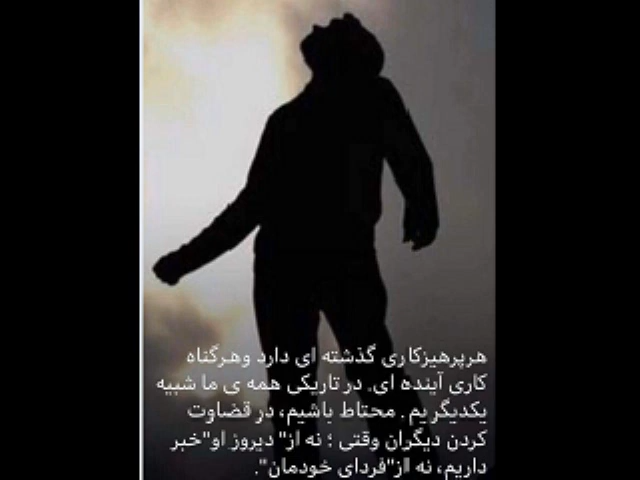 هرپرهیزکاری گذشته ای دارد وهرگناه
کاری آینده ای. در تاریکی همه ی ما شبیه
یکدیگریم. محتاط باشیم، در قضاوت
کردن دیگران وقتی ؛ نه از" دیروز او"خبر
داریم، نه از"فردای خودمان".